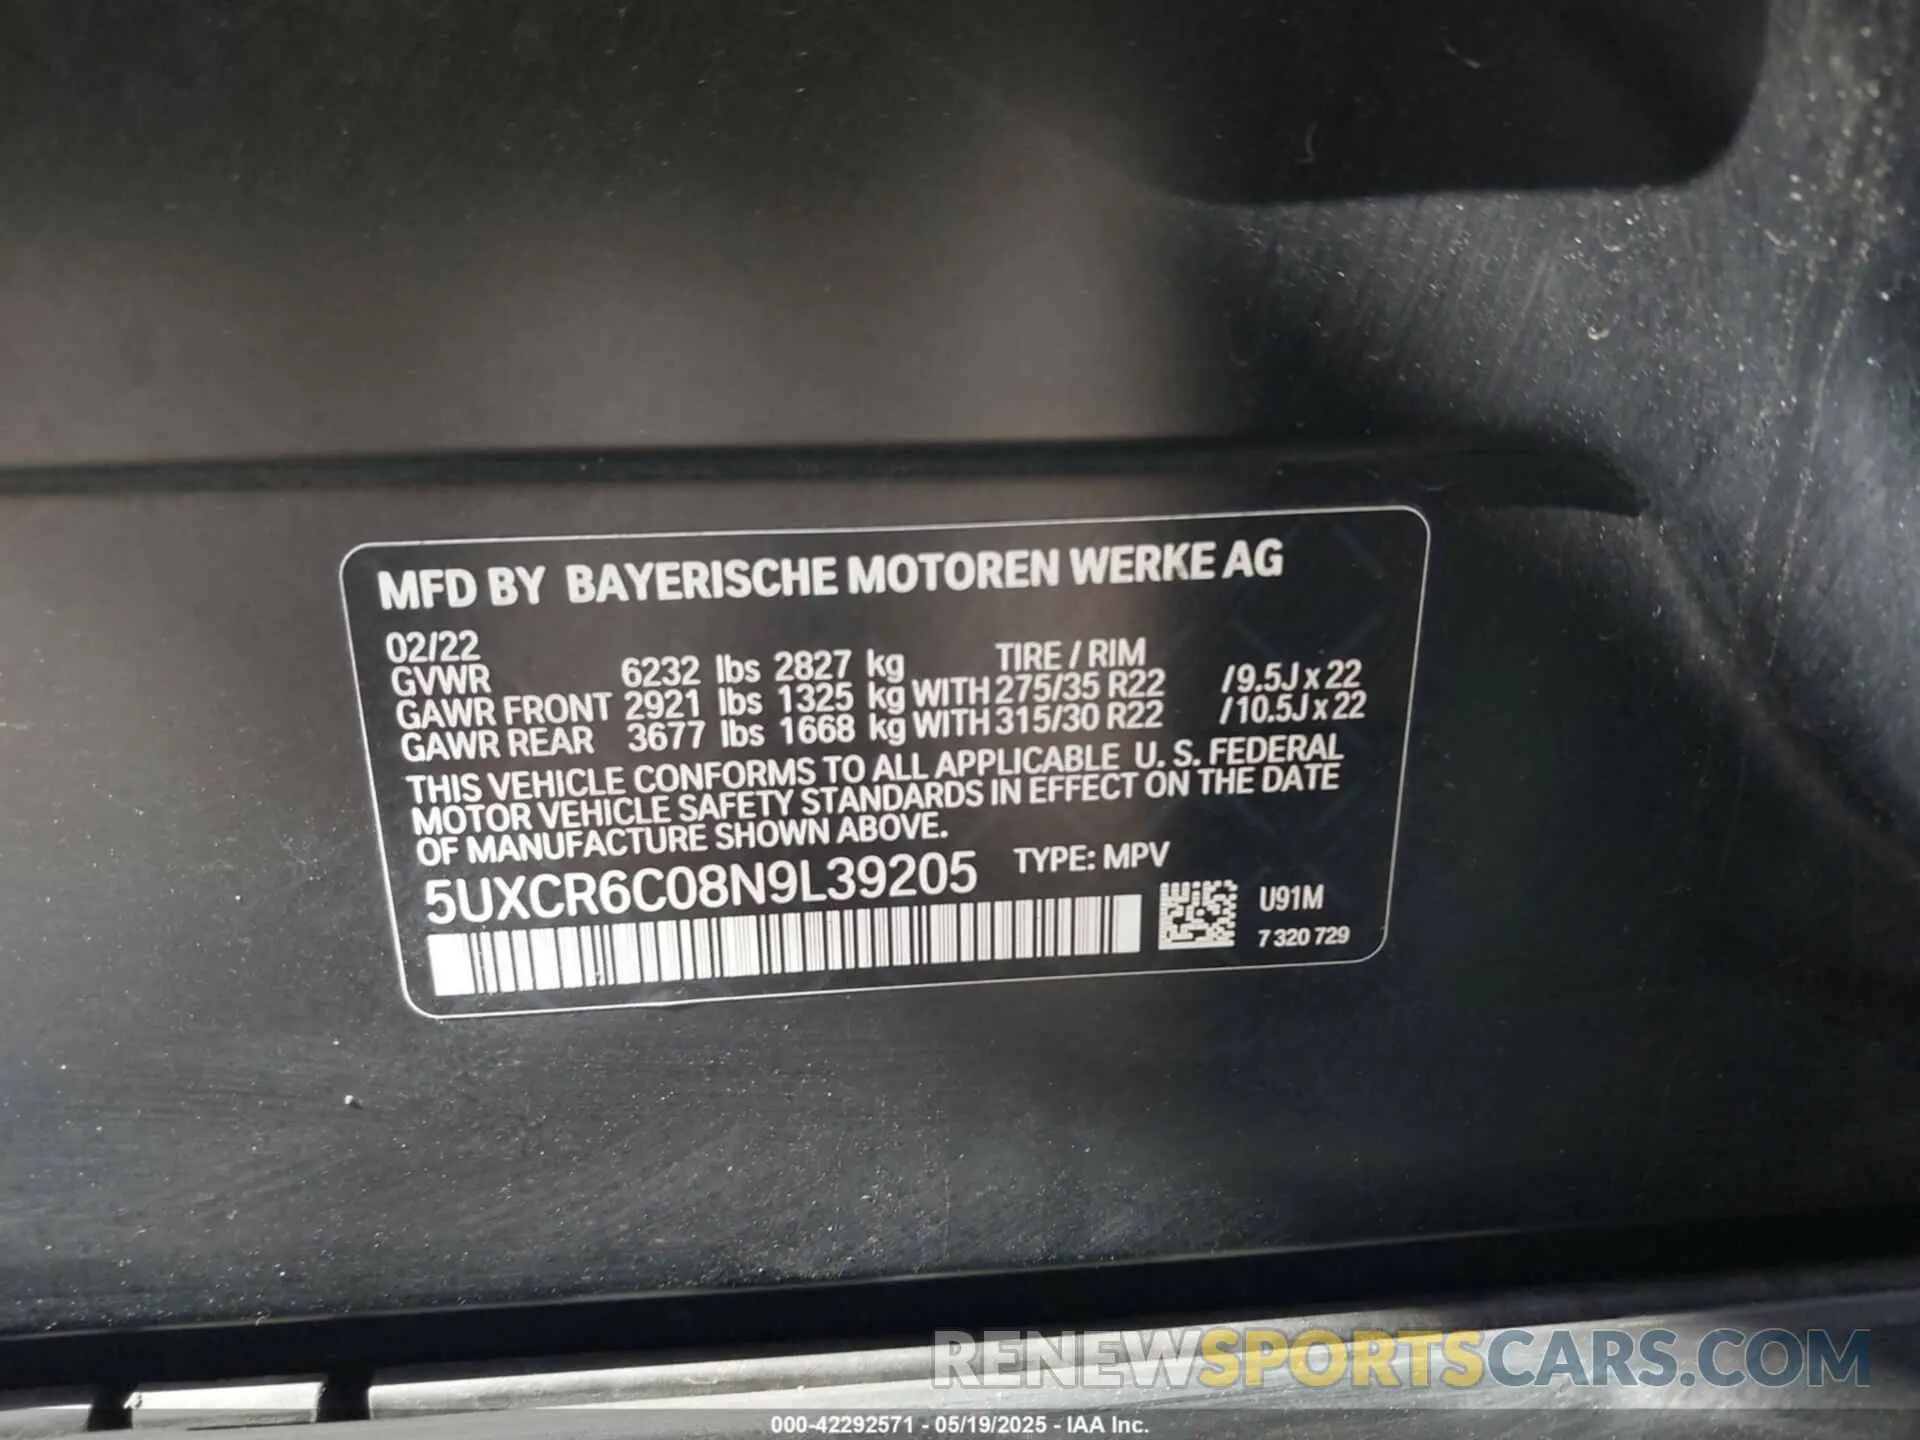 MFD BY BAYERISCHE MOTOREN WERKE AG
02/22 TIRE / RIM
GVWR 6232 lbs 2827 kg
GAWR FRONT 2921 lbs 1325 kg WITH 275/35 R22 /9.5J x 22
GAWR REAR 3677 lbs 1668 kg WITH 315/30 R22 /10.5J x 22
THIS VEHICLE CONFORMS TO ALL APPLICABLE U. S. FEDERAL
MOTOR VEHICLE SAFETY STANDARDS IN EFFECT ON THE DATE
OF MANUFACTURE SHOWN ABOVE.
5UXCR6C08N9L39205 TYPE: MPV
U91M
7 320 729
RENEWSPORTSCARS.COM
000-42292571 - 05/19/2025 - IAA Inc.